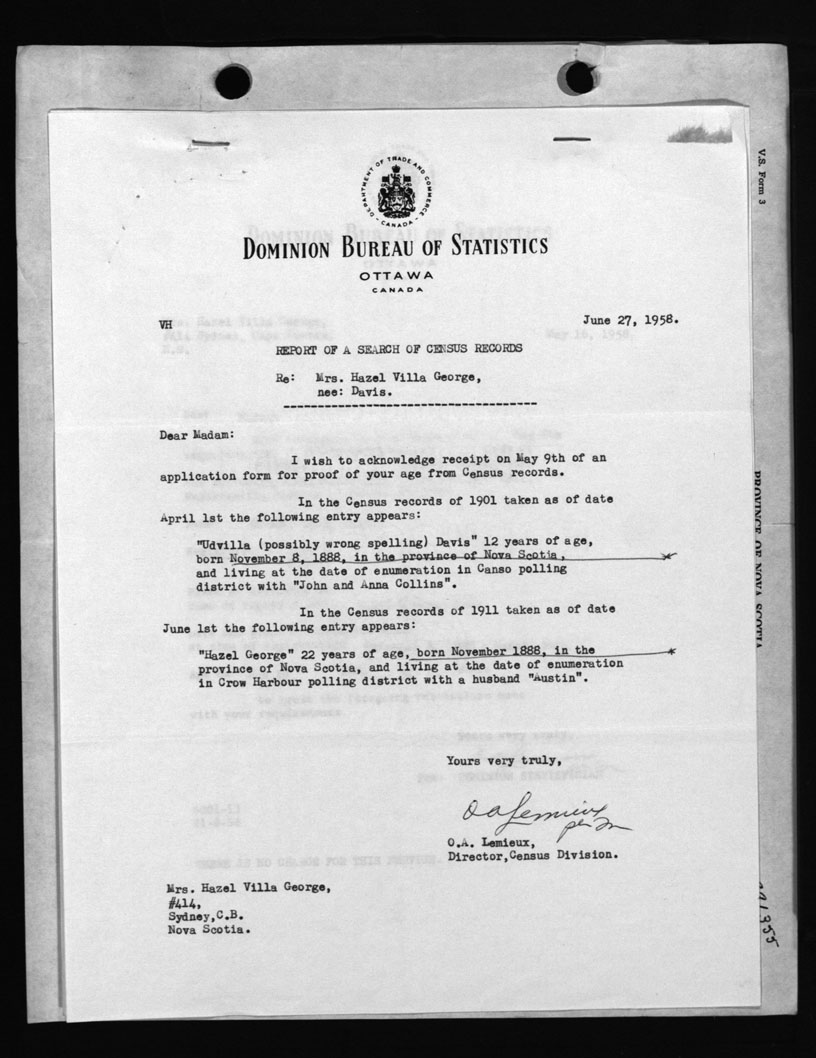 DEPARTMENT OF TRADE AND COMMERCE
- CANADA -
DOMINION BUREAU OF STATISTICS
OTTAWA
CANADA
VH
June 27, 1958.
REPORT OF A SEARCH OF CENSUS RECORDS
Re: Mrs. Hazel Villa George,
nee: Davis.
Dear Madam:
I wish to acknowledge receipt on May 9th of an
application form for proof of your age from Census records.
In the Census records of 1901 taken as of date
April 1st the following entry appears:
"Udvilla (possibly wrong spelling) Davis" 12 years of age,
born November 8, 1888, in the province of Nova Scotia,
and living at the date of enumeration in Canso polling
district with "John and Anna Collins".
In the Census records of 1911 taken as of date
June 1st the following entry appears:
"Hazel George" 22 years of age, born November 1888, in the
province of Nova Scotia, and living at the date of enumeration
in Crow Harbour polling district with a husband "Austin".
Yours very truly,
O A Lemieux
per
O.A. Lemieux,
Director,Census Division.
Mrs. Hazel Villa George,
#414,
Sydney,C.B.
Nova Scotia.
V.S. Form 3
PROVINCE OF NOVA SCOTIA